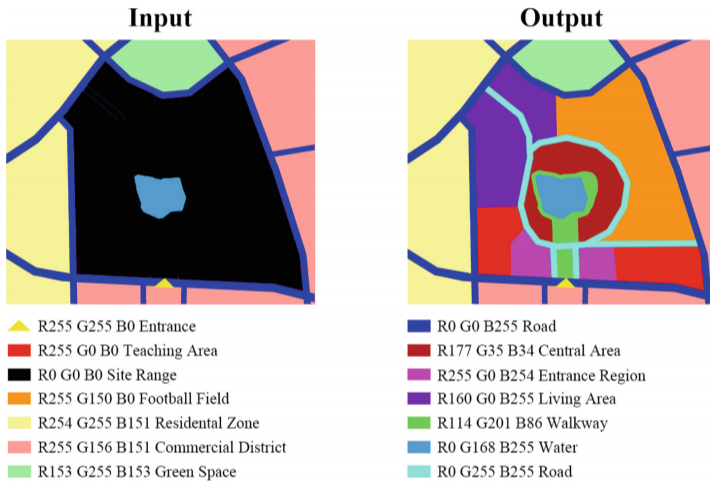 Input
Output
R255 G255 B0 Entrance
R255 G0 B0 Teaching Area
R0 G0 B0 Site Range
R255 G150 B0 Football Field
R254 G255 B151 Residental Zone
R255 G156 B151 Commercial District
R153 G255 B153 Green Space
R0 G0 B255 Road
R177 G35 B34 Central Area
R255 G0 B254 Entrance Region
R160 G0 B255 Living Area
R114 G201 B86 Walkway
R0 G168 B255 Water
R0 G255 B255 Road